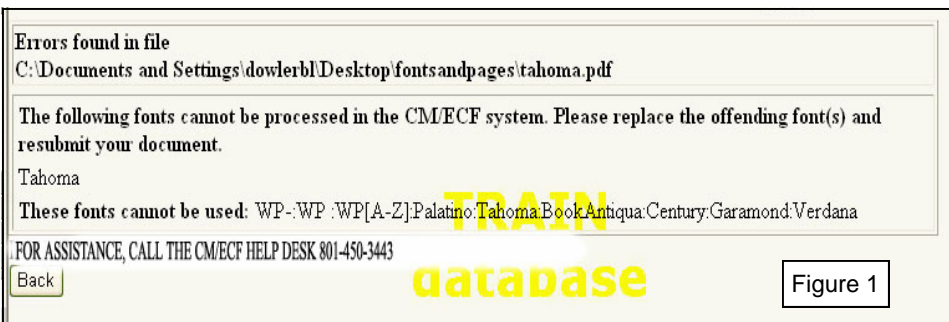 Errors found in file
C:\Documents and Settings\dowlerbl\Desktop\fontsandpages\tahoma.pdf
The following fonts cannot be processed in the CM/ECF system. Please replace the offending font(s) and
resubmit your document.
Tahoma
These fonts cannot be used: WP-:WP :WP[A-Z]:Palatino:Tahoma:BookAntiqua:Century:Garamond:Verdana
TRAIN
FOR ASSISTANCE, CALL THE CM/ECF HELP DESK 801-450-3443
database
Back
Figure 1